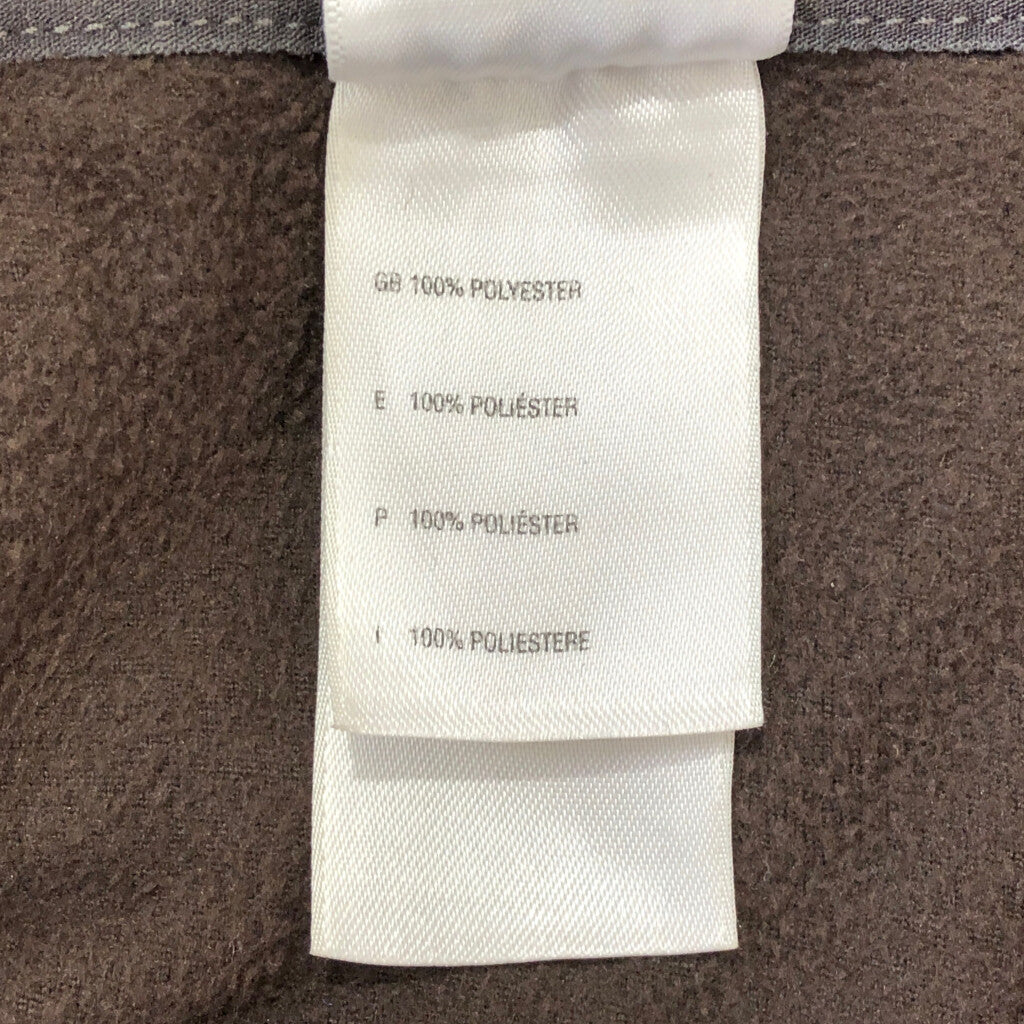 GB 100% POLYESTER
E 100% POLIÉSTER
P 100% POLIÉSTER
I 100% POLIESTERE